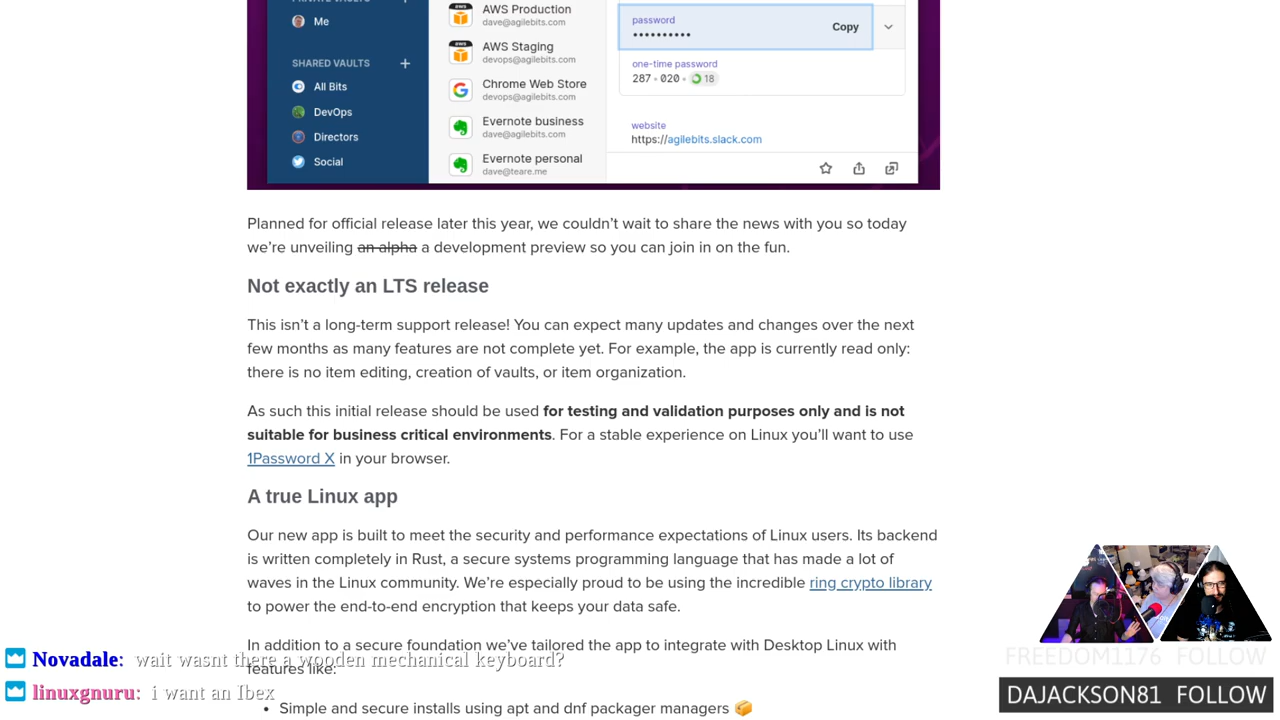 Me
SHARED VAULTS +
All Bits
DevOps
Directors
Social
AWS Production
dave@agilebits.com
AWS Staging
devops@agilebits.com
Chrome Web Store
devops@agilebits.com
Evernote business
dave@agilebits.com
Evernote personal
dave@teare.me
password
•••••••••• Copy
one-time password
287 • 020 • 18
website
https://agilebits.slack.com
Planned for official release later this year, we couldn’t wait to share the news with you so today
we’re unveiling an alpha a development preview so you can join in on the fun.
Not exactly an LTS release
This isn’t a long-term support release! You can expect many updates and changes over the next
few months as many features are not complete yet. For example, the app is currently read only:
there is no item editing, creation of vaults, or item organization.
As such this initial release should be used for testing and validation purposes only and is not
suitable for business critical environments. For a stable experience on Linux you’ll want to use
1Password X in your browser.
A true Linux app
Our new app is built to meet the security and performance expectations of Linux users. Its backend
is written completely in Rust, a secure systems programming language that has made a lot of
waves in the Linux community. We’re especially proud to be using the incredible ring crypto library
to power the end-to-end encryption that keeps your data safe.
In addition to a secure foundation we’ve tailored the app to integrate with Desktop Linux with
features like:
• Simple and secure installs using apt and dnf packager managers 📦
Novadale: wait wasnt there a wooden mechanical keyboard?
linuxgnuru: i want an Ibex
FREEDOM1176 FOLLOW
DAJACKSON81 FOLLOW